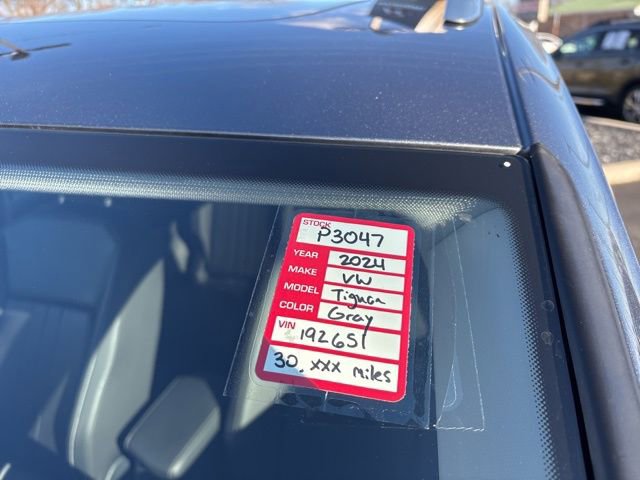 STOCK P3047
YEAR 2024
MAKE VW
MODEL Tiguan
COLOR Gray
VIN 192651
30.xxx miles